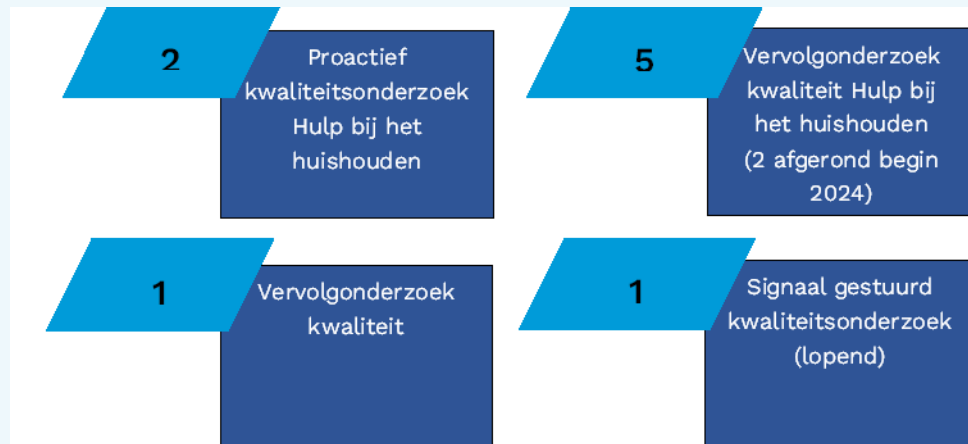 2
Proactief
kwaliteitsonderzoek
Hulp bij het
huishouden
5
Vervolgonderzoek
kwaliteit Hulp bij
het huishouden
(2 afgerond begin
2024)
1
Vervolgonderzoek
kwaliteit
1
Signaal gestuurd
kwaliteitsonderzoek
(lopend)